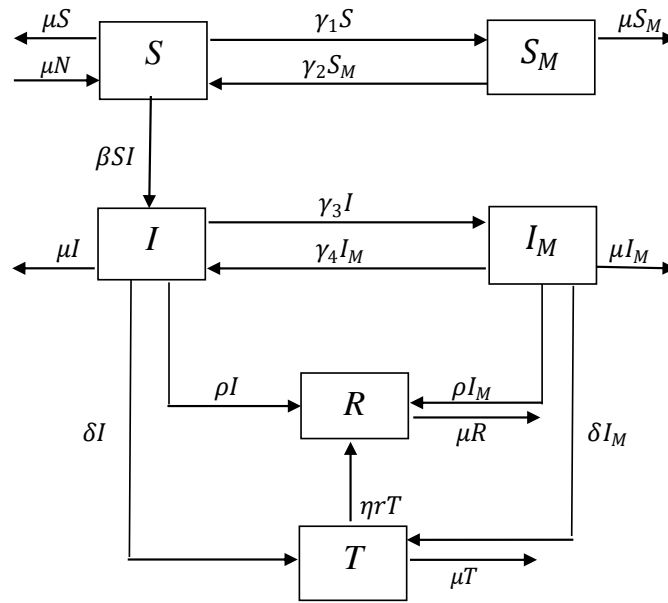 μS γ₁S μS_M
S S_M
μN γ₂S_M
βSI
γ₃I
I I_M
μI γ₄I_M μI_M
ρI R ρI_M
δI μR δI_M
ηrT
T
μT